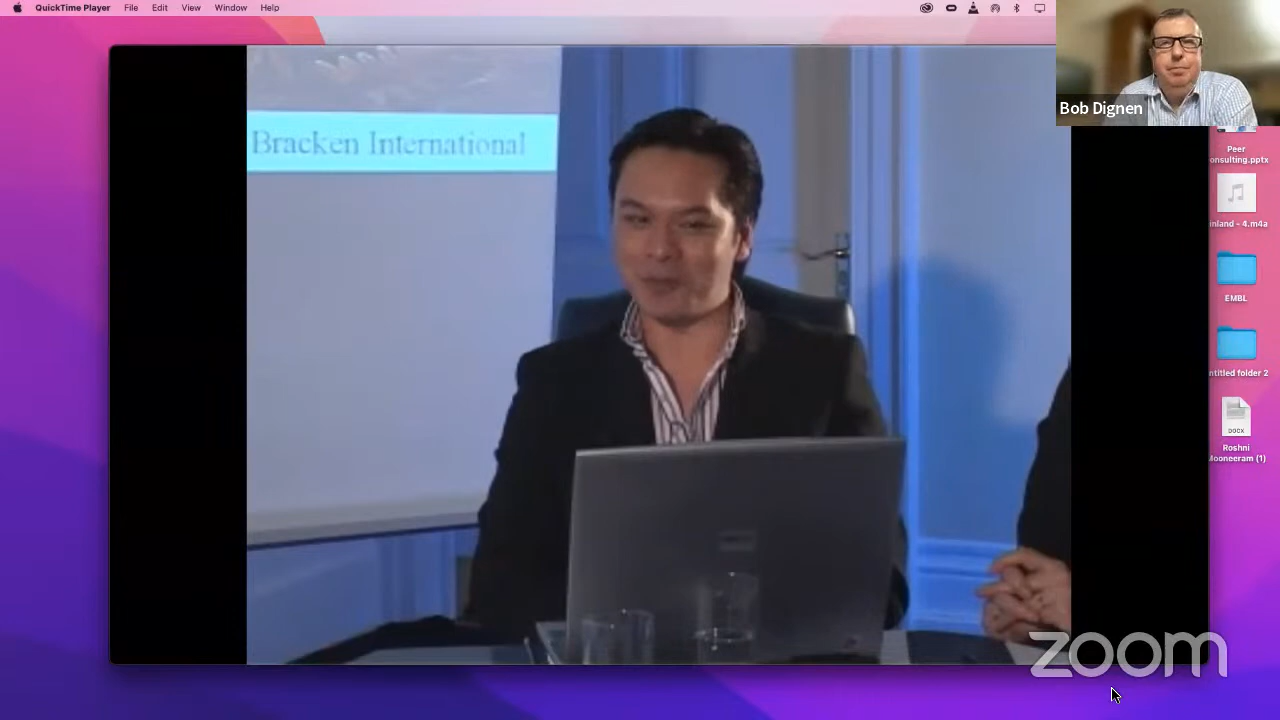 QuickTime Player File Edit View Window Help
Bob Dignen
Bracken International
Peer
onsulting.pptx
inland - 4.m4a
EMBL
ntitled folder 2
DOCX
Roshni
Mooneeram (1)
zoom